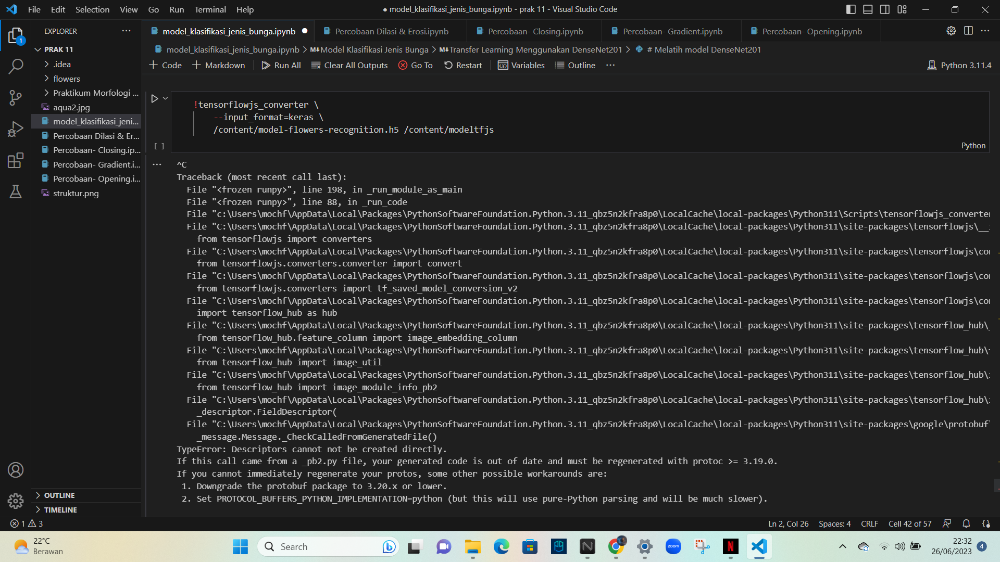 File Edit Selection View Go Run Terminal Help
● model_klasifikasi_jenis_bunga.ipynb - prak 11 - Visual Studio Code
1
EXPLORER ...
PRAK 11
.idea
flowers
Praktikum Morfologi ...
aqua2.jpg
model_klasifikasi_jeni...
Percobaan Dilasi & Er...
Percobaan- Closing.ip...
Percobaan- Gradient.i...
Percobaan- Opening.i...
struktur.png
OUTLINE
TIMELINE
model_klasifikasi_jenis_bunga.ipynb ● Percobaan Dilasi & Erosi.ipynb Percobaan- Closing.ipynb Percobaan- Gradient.ipynb Percobaan- Opening.ipynb
model_klasifikasi_jenis_bunga.ipynb > M↓Model Klasifikasi Jenis Bunga > M↓Transfer Learning Menggunakan DenseNet201 > # Melatih model DenseNet201
+ Code + Markdown | Run All Clear All Outputs Go To Restart | Variables Outline ... Python 3.11.4
!tensorflowjs_converter \
--input_format=keras \
/content/model-flowers-recognition.h5 /content/modeltfjs
[ ] Python
... ^C
Traceback (most recent call last):
File "<frozen runpy>", line 198, in _run_module_as_main
File "<frozen runpy>", line 88, in _run_code
File "c:\Users\mochf\AppData\Local\Packages\PythonSoftwareFoundation.Python.3.11_qbz5n2kfra8p0\LocalCache\local-packages\Python311\Scripts\tensorflowjs_converter
File "C:\Users\mochf\AppData\Local\Packages\PythonSoftwareFoundation.Python.3.11_qbz5n2kfra8p0\LocalCache\local-packages\Python311\site-packages\tensorflowjs\__
from tensorflowjs import converters
File "C:\Users\mochf\AppData\Local\Packages\PythonSoftwareFoundation.Python.3.11_qbz5n2kfra8p0\LocalCache\local-packages\Python311\site-packages\tensorflowjs\con
from tensorflowjs.converters.converter import convert
File "C:\Users\mochf\AppData\Local\Packages\PythonSoftwareFoundation.Python.3.11_qbz5n2kfra8p0\LocalCache\local-packages\Python311\site-packages\tensorflowjs\con
from tensorflowjs.converters import tf_saved_model_conversion_v2
File "C:\Users\mochf\AppData\Local\Packages\PythonSoftwareFoundation.Python.3.11_qbz5n2kfra8p0\LocalCache\local-packages\Python311\site-packages\tensorflowjs\con
import tensorflow_hub as hub
File "C:\Users\mochf\AppData\Local\Packages\PythonSoftwareFoundation.Python.3.11_qbz5n2kfra8p0\LocalCache\local-packages\Python311\site-packages\tensorflow_hub\_
from tensorflow_hub.feature_column import image_embedding_column
File "C:\Users\mochf\AppData\Local\Packages\PythonSoftwareFoundation.Python.3.11_qbz5n2kfra8p0\LocalCache\local-packages\Python311\site-packages\tensorflow_hub\
from tensorflow_hub import image_util
File "C:\Users\mochf\AppData\Local\Packages\PythonSoftwareFoundation.Python.3.11_qbz5n2kfra8p0\LocalCache\local-packages\Python311\site-packages\tensorflow_hub\
from tensorflow_hub import image_module_info_pb2
File "C:\Users\mochf\AppData\Local\Packages\PythonSoftwareFoundation.Python.3.11_qbz5n2kfra8p0\LocalCache\local-packages\Python311\site-packages\tensorflow_hub\
_descriptor.FieldDescriptor(
File "C:\Users\mochf\AppData\Local\Packages\PythonSoftwareFoundation.Python.3.11_qbz5n2kfra8p0\LocalCache\local-packages\Python311\site-packages\google\protobuf\
_message.Message._CheckCalledFromGeneratedFile()
TypeError: Descriptors cannot not be created directly.
If this call came from a _pb2.py file, your generated code is out of date and must be regenerated with protoc >= 3.19.0.
If you cannot immediately regenerate your protos, some other possible workarounds are:
1. Downgrade the protobuf package to 3.20.x or lower.
2. Set PROTOCOL_BUFFERS_PYTHON_IMPLEMENTATION=python (but this will use pure-Python parsing and will be much slower).
1 3
Ln 2, Col 26 Spaces: 4 CRLF Cell 42 of 57
22°C
Berawan
Search
zoom
22:32
26/06/2023
4